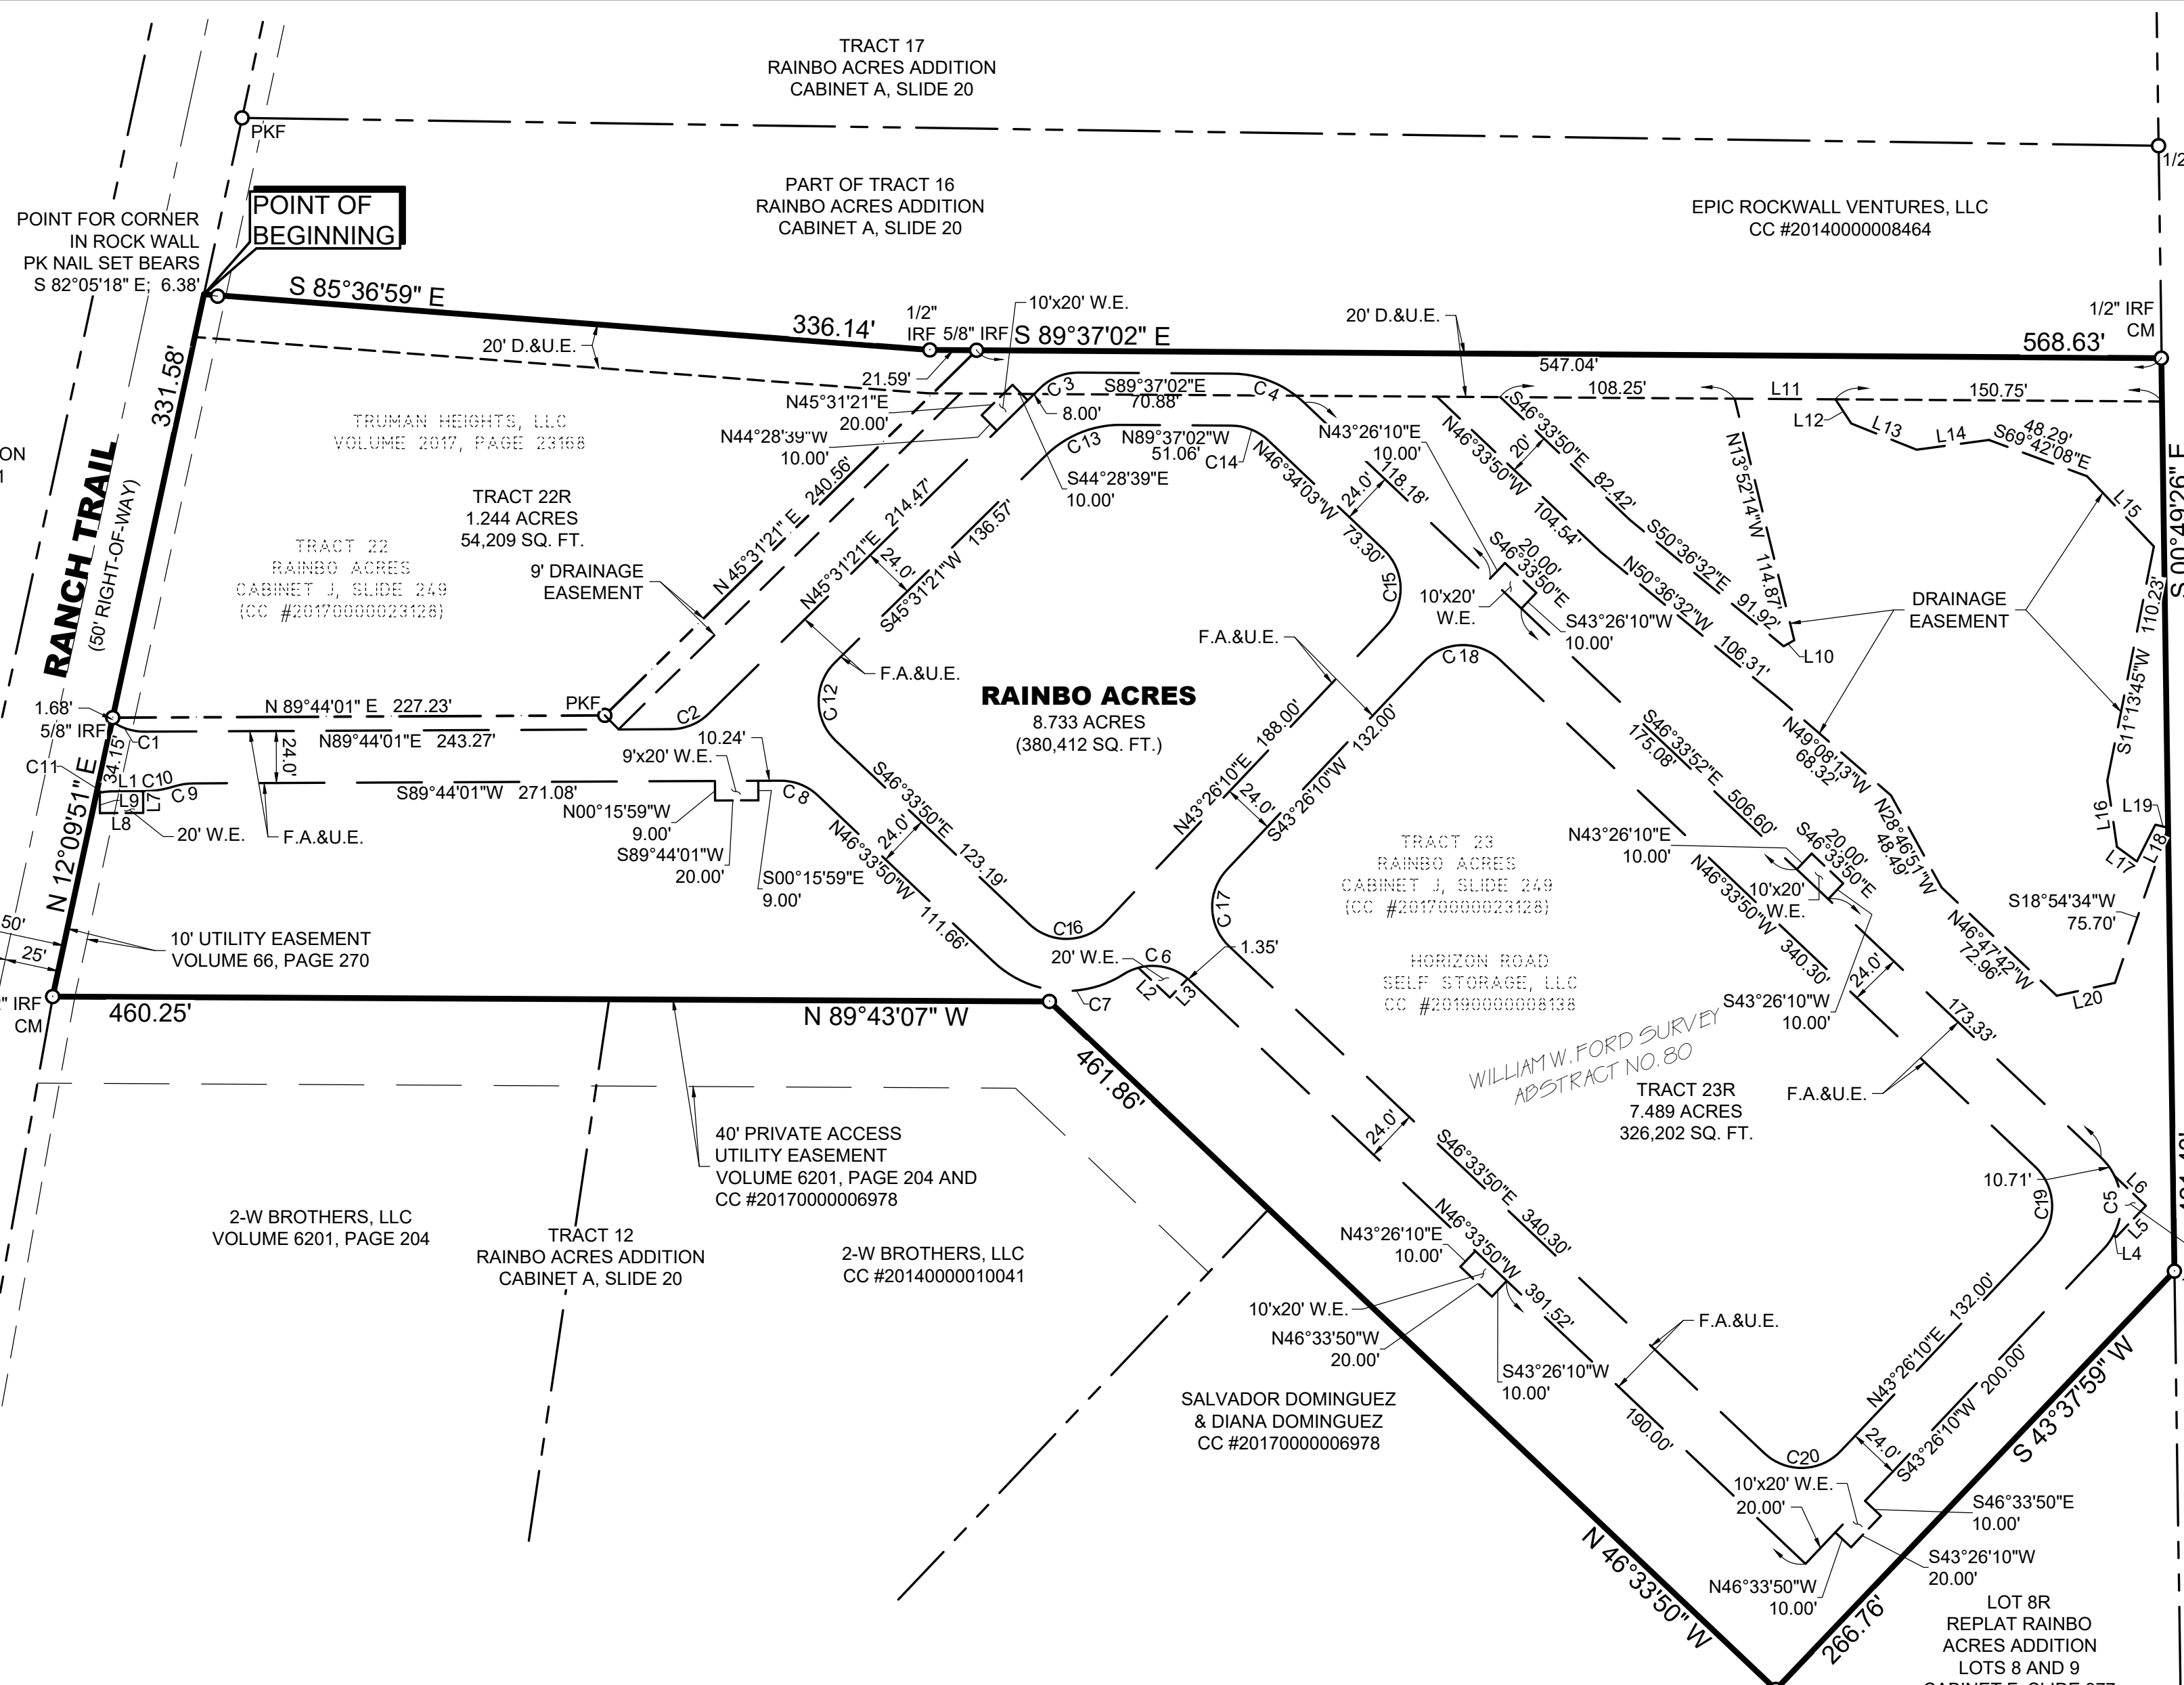 TRACT 17
RAINBO ACRES ADDITION
CABINET A, SLIDE 20
PKF
1/2
PART OF TRACT 16
RAINBO ACRES ADDITION
CABINET A, SLIDE 20
EPIC ROCKWALL VENTURES, LLC
CC #20140000008464
POINT OF
BEGINNING
POINT FOR CORNER
IN ROCK WALL
PK NAIL SET BEARS
S 82°05'18" E; 6.38'
S 85°36'59" E
336.14'
20' D.&U.E.
1/2"
IRF
5/8" IRF
10'x20' W.E.
S 89°37'02" E
20' D.&U.E.
547.04'
568.63'
1/2" IRF
CM
21.59'
N45°31'21"E
20.00'
N44°28'39"W
10.00'
C3
S89°37'02"E
70.88'
8.00'
C4
C13
N89°37'02"W
51.06'
C14
S44°28'39"E
10.00'
N43°26'10"E
10.00'
108.25'
L11
150.75'
L12
L13
L14
48.29'
S69°42'08"E
L15
331.58'
RANCH TRAIL
(50' RIGHT-OF-WAY)
ON
1
TRUMAN HEIGHTS, LLC
VOLUME 2017, PAGE 23168
TRACT 22R
1.244 ACRES
54,209 SQ. FT.
TRACT 22
RAINBO ACRES
CABINET J, SLIDE 249
(CC #20170000023128)
9' DRAINAGE
EASEMENT
N 45°31'21" E 240.56'
N45°31'21"E 214.47'
24.0'
S45°31'21"W 136.57'
N46°34'03"W 73.30'
24.0'
118.18'
C15
N46°33'50"W 104.54'
20'
S46°33'50"E 82.42'
S50°36'32"E 91.92'
N50°36'32"W 106.31'
N13°52'14"W 114.87'
L10
S46°33'50"E
20.00'
10'x20'
W.E.
S43°26'10"W
10.00'
DRAINAGE
EASEMENT
S 00°49'26" E
S11°13'45"W 110.23'
F.A.&U.E.
F.A.&U.E.
C18
C12
RAINBO ACRES
8.733 ACRES
(380,412 SQ. FT.)
1.68'
5/8" IRF
N 89°44'01" E 227.23'
PKF
C2
C1
N89°44'01"E 243.27'
24.0'
34.15'
C11
L1
C10
C9
L9
L7
L8
20' W.E.
F.A.&U.E.
S89°44'01"W 271.08'
9'x20' W.E.
10.24'
C8
N00°15'59"W
9.00'
S89°44'01"W
20.00'
S00°15'59"E
9.00'
S46°33'50"E 123.19'
24.0'
N46°33'50"W 111.66'
N43°26'10"E 188.00'
24.0'
S43°26'10"W 132.00'
S46°33'52"E 506.60'
175.08'
N49°08'13"W
68.32'
N28°46'51"W
48.49'
N46°47'42"W
72.96'
L16
L17
L18
L19
S18°54'34"W
75.70'
L20
N43°26'10"E
10.00'
S46°33'50"E
20.00'
10'x20'
W.E.
S43°26'10"W
10.00'
N46°33'50"W 340.30'
24.0'
173.33'
F.A.&U.E.
N 12°09'51" E
50'
25'
10' UTILITY EASEMENT
VOLUME 66, PAGE 270
C16
C17
20' W.E.
C6
1.35'
L2
L3
C7
TRACT 23
RAINBO ACRES
CABINET J, SLIDE 249
(CC #20170000023128)
HORIZON ROAD
SELF STORAGE, LLC
CC #20190000008138
WILLIAM W. FORD SURVEY
ABSTRACT NO. 80
TRACT 23R
7.489 ACRES
326,202 SQ. FT.
" IRF
CM
460.25'
N 89°43'07" W
461.86'
40' PRIVATE ACCESS
UTILITY EASEMENT
VOLUME 6201, PAGE 204 AND
CC #20170000006978
2-W BROTHERS, LLC
VOLUME 6201, PAGE 204
TRACT 12
RAINBO ACRES ADDITION
CABINET A, SLIDE 20
2-W BROTHERS, LLC
CC #20140000010041
24.0'
S46°33'50"E 340.30'
N43°26'10"E
10.00'
N46°33'50"W 391.52'
10'x20' W.E.
N46°33'50"W
20.00'
S43°26'10"W
10.00'
190.00'
F.A.&U.E.
SALVADOR DOMINGUEZ
& DIANA DOMINGUEZ
CC #20170000006978
10.71'
C19
C5
L6
L5
L4
N43°26'10"E 132.00'
S43°26'10"W 200.00'
24.0'
C20
S 43°37'59" W
266.76'
10'x20' W.E.
20.00'
S46°33'50"E
10.00'
S43°26'10"W
20.00'
N46°33'50"W
10.00'
N 46°33'50" W
LOT 8R
REPLAT RAINBO
ACRES ADDITION
LOTS 8 AND 9